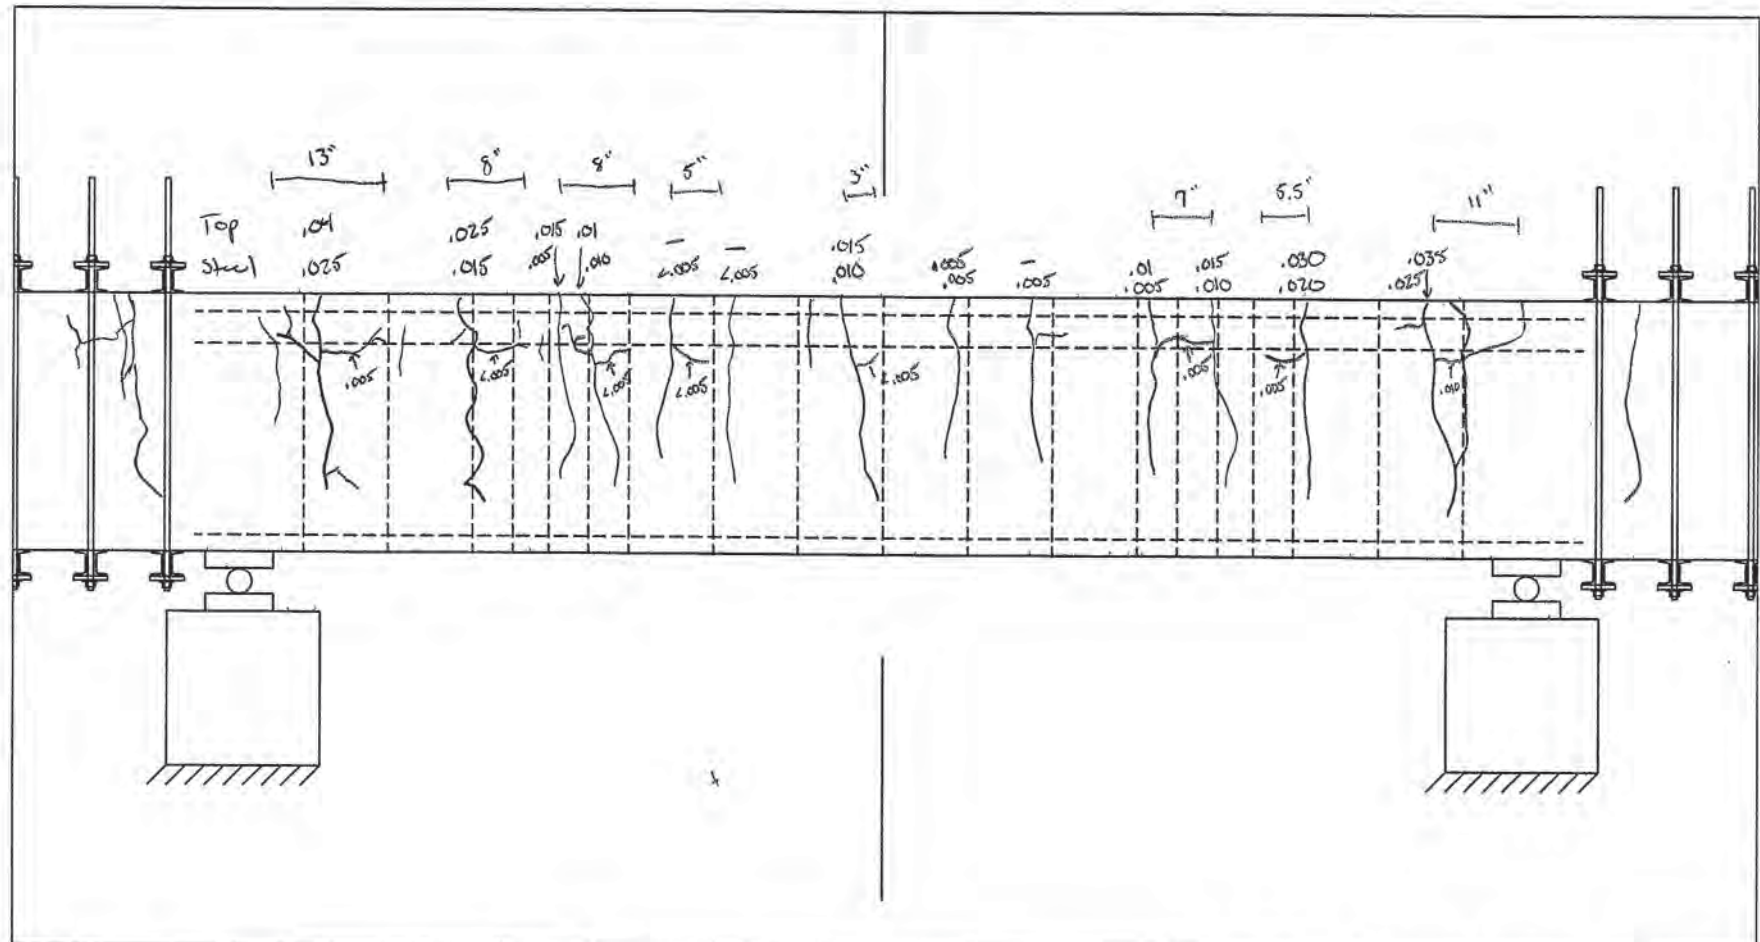 13" 8" 8" 5" 3" 7" 5.5" 11"
Top .04 .025 .015 .01 — — .015 .005 — .01 .015 .030 .035
Steel .025 .015 .005 .010 <.005 <.005 .010 .005 .005 .005 .010 .020 .025
.005 <.005 <.005 <.005 <.005 .005 .005 .010